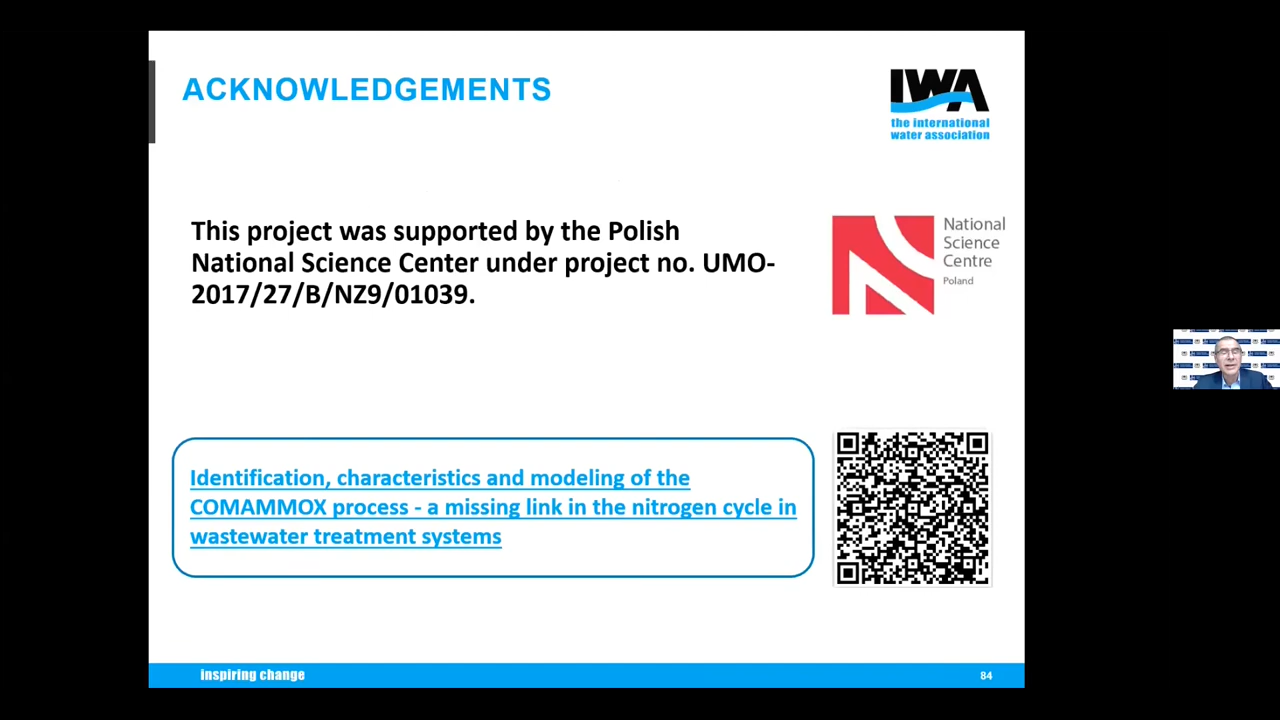 ACKNOWLEDGEMENTS
IWA
the international
water association
This project was supported by the Polish
National Science Center under project no. UMO-
2017/27/B/NZ9/01039.
National
Science
Centre
Poland
Identification, characteristics and modeling of the
COMAMMOX process - a missing link in the nitrogen cycle in
wastewater treatment systems
inspiring change
84